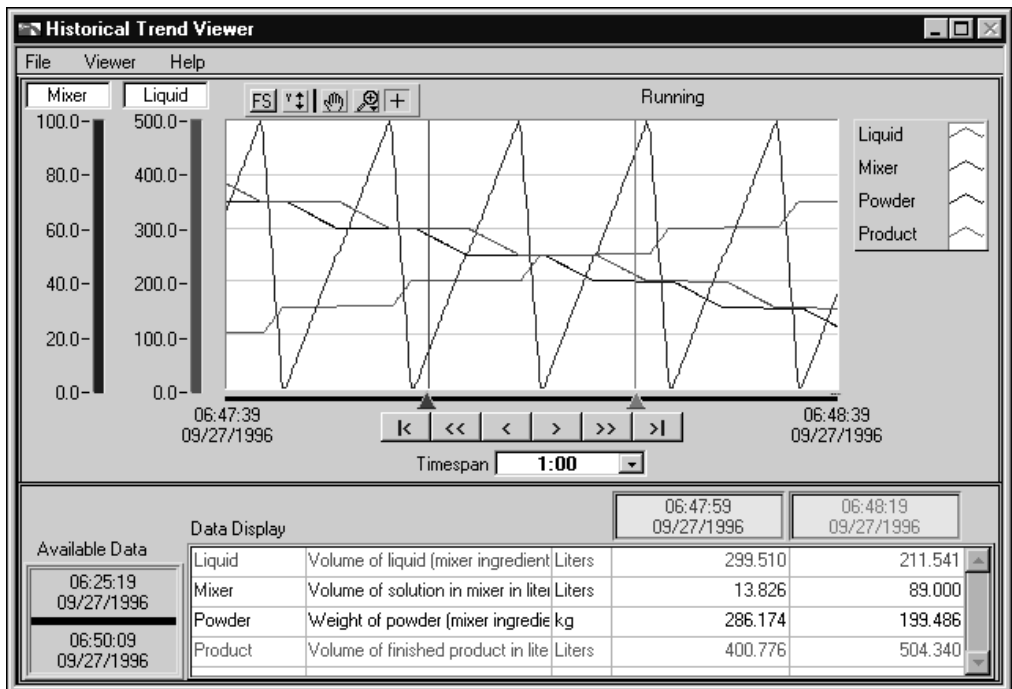 Historical Trend Viewer
File Viewer Help
Mixer Liquid FS Y Running
100.0 500.0
80.0 400.0
60.0 300.0
40.0 200.0
20.0 100.0
0.0 0.0
Liquid
Mixer
Powder
Product
06:47:39
09/27/1996
06:48:39
09/27/1996
|< << < > >> >|
Timespan 1:00
Available Data
06:25:19
09/27/1996
06:50:09
09/27/1996
Data Display
06:47:59
09/27/1996
06:48:19
09/27/1996
Liquid Volume of liquid (mixer ingredient Liters 299.510 211.541
Mixer Volume of solution in mixer in liter Liters 13.826 89.000
Powder Weight of powder (mixer ingredie kg 286.174 199.486
Product Volume of finished product in lite Liters 400.776 504.340